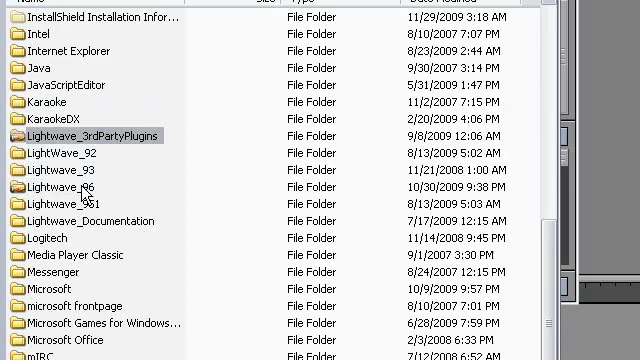 Name Size Type Date Modified
InstallShield Installation Infor... File Folder 11/29/2009 3:18 AM
Intel File Folder 8/10/2007 7:07 PM
Internet Explorer File Folder 8/23/2009 2:44 AM
Java File Folder 9/30/2007 3:14 PM
JavaScriptEditor File Folder 5/31/2009 1:47 PM
Karaoke File Folder 11/2/2007 7:15 PM
KaraokeDX File Folder 2/20/2009 4:06 PM
Lightwave_3rdPartyPlugins File Folder 9/8/2009 12:06 AM
LightWave_92 File Folder 8/13/2009 5:02 AM
Lightwave_93 File Folder 11/21/2008 1:00 AM
Lightwave_96 File Folder 10/30/2009 9:38 PM
Lightwave_951 File Folder 8/13/2009 5:03 AM
Lightwave_Documentation File Folder 7/17/2009 12:15 AM
Logitech File Folder 11/14/2008 9:45 PM
Media Player Classic File Folder 9/1/2007 3:30 PM
Messenger File Folder 8/24/2007 12:15 PM
Microsoft File Folder 10/9/2009 9:57 PM
microsoft frontpage File Folder 8/10/2007 7:01 PM
Microsoft Games for Windows... File Folder 6/28/2009 7:59 PM
Microsoft Office File Folder 2/3/2008 6:33 PM
mIRC File Folder 7/12/2008 6:52 AM